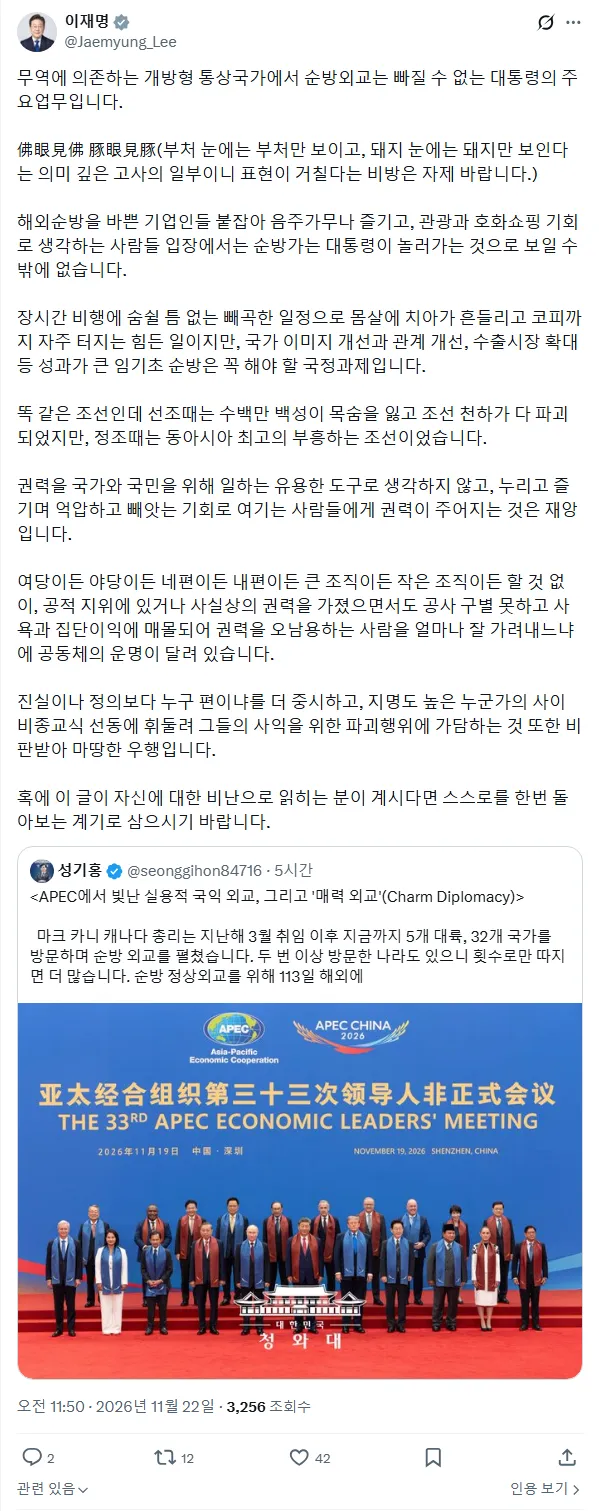 이재명
@Jaemyung_Lee
무역에 의존하는 개방형 통상국가에서 순방외교는 빠질 수 없는 대통령의 주
요업무입니다.
佛眼見佛 豚眼見豚(부처 눈에는 부처만 보이고, 돼지 눈에는 돼지만 보인다
는 의미 깊은 고사의 일부이니 표현이 거칠다는 비방은 자제 바랍니다.)
해외순방을 바쁜 기업인들 붙잡아 음주가무나 즐기고, 관광과 호화쇼핑 기회
로 생각하는 사람들 입장에서는 순방가는 대통령이 놀러가는 것으로 보일 수
밖에 없습니다.
장시간 비행에 숨쉴 틈 없는 빼곡한 일정으로 몸살에 치아가 흔들리고 코피까
지 자주 터지는 힘든 일이지만, 국가 이미지 개선과 관계 개선, 수출시장 확대
등 성과가 큰 임기초 순방은 꼭 해야 할 국정과제입니다.
똑 같은 조선인데 선조때는 수백만 백성이 목숨을 잃고 조선 천하가 다 파괴
되었지만, 정조때는 동아시아 최고의 부흥하는 조선이었습니다.
권력을 국가와 국민을 위해 일하는 유용한 도구로 생각하지 않고, 누리고 즐
기며 억압하고 빼앗는 기회로 여기는 사람들에게 권력이 주어지는 것은 재앙
입니다.
여당이든 야당이든 네편이든 내편이든 큰 조직이든 작은 조직이든 할 것 없
이, 공적 지위에 있거나 사실상의 권력을 가졌으면서도 공사 구별 못하고 사
욕과 집단이익에 매몰되어 권력을 오남용하는 사람을 얼마나 잘 가려내느냐
에 공동체의 운명이 달려 있습니다.
진실이나 정의보다 누구 편이냐를 더 중시하고, 지명도 높은 누군가의 사이
비종교식 선동에 휘둘려 그들의 사익을 위한 파괴행위에 가담하는 것 또한 비
판받아 마땅한 우행입니다.
혹에 이 글이 자신에 대한 비난으로 읽히는 분이 계시다면 스스로를 한번 돌
아보는 계기로 삼으시기 바랍니다.
성기홍 @seonggihon84716 · 5시간
<APEC에서 빛난 실용적 국익 외교, 그리고 '매력 외교'(Charm Diplomacy)>
마크 카니 캐나다 총리는 지난해 3월 취임 이후 지금까지 5개 대륙, 32개 국가를
방문하며 순방 외교를 펼쳤습니다. 두 번 이상 방문한 나라도 있으니 횟수로만 따지
면 더 많습니다. 순방 정상외교를 위해 113일 해외에
APEC
Asia-Pacific
Economic Cooperation
APEC CHINA
2026
亚太经合组织第三十三次领导人非正式会议
THE 33RD APEC ECONOMIC LEADERS' MEETING
2026年11月19日 中国·深圳
NOVEMBER 19, 2026 SHENZHEN, CHINA
대한민국
청와대
오전 11:50 · 2026년 11월 22일 · 3,256 조회수
2
12
42
관련 있음
인용 보기